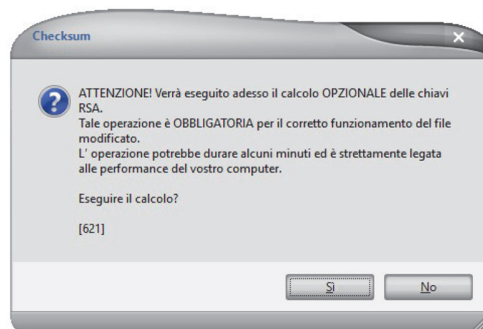 Checksum
ATTENZIONE! Verrà eseguito adesso il calcolo OPZIONALE delle chiavi
RSA.
Tale operazione è OBBLIGATORIA per il corretto funzionamento del file
modificato.
L' operazione potrebbe durare alcuni minuti ed è strettamente legata
alle performance del vostro computer.
Eseguire il calcolo?
[621]
Sì
No